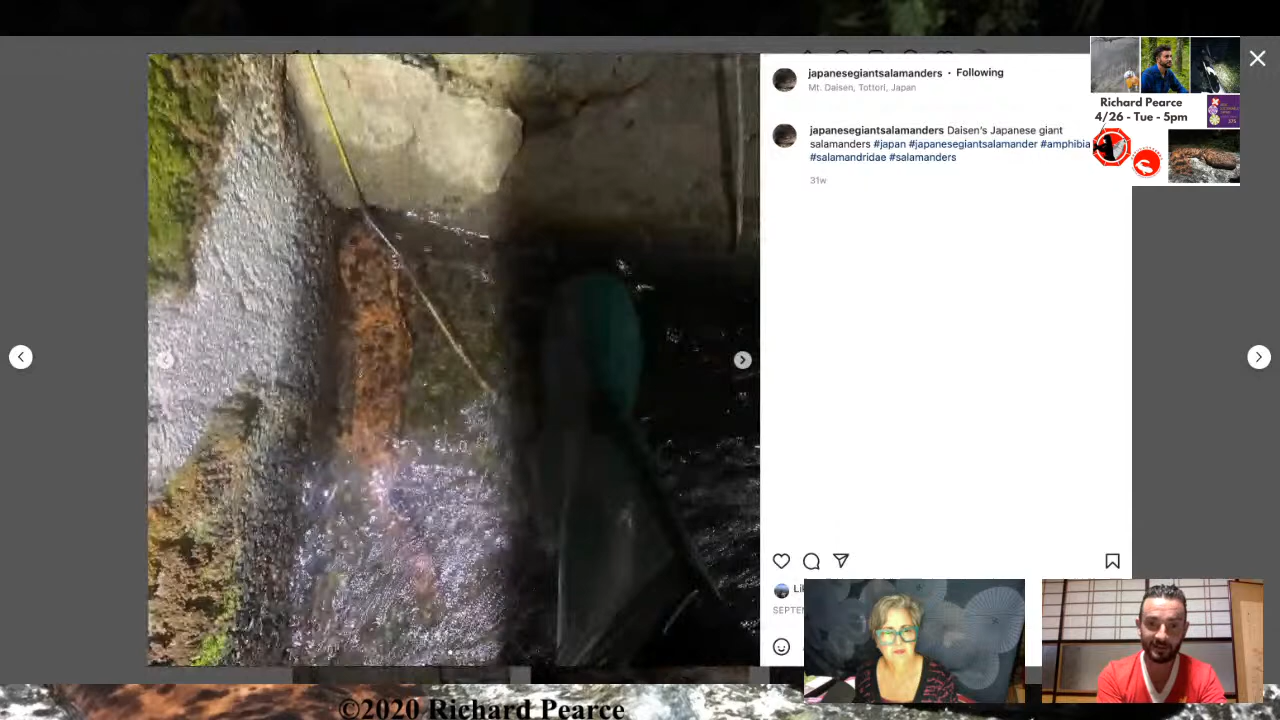 japanesegiantsalamanders • Following
Mt. Daisen, Tottori, Japan
japanesegiantsalamanders Daisen's Japanese giant
salamanders #japan #japanesegiantsalamander #amphibia
#salamandridae #salamanders
31w
Richard Pearce
4/26 - Tue - 5pm
©2020 Richard Pearce